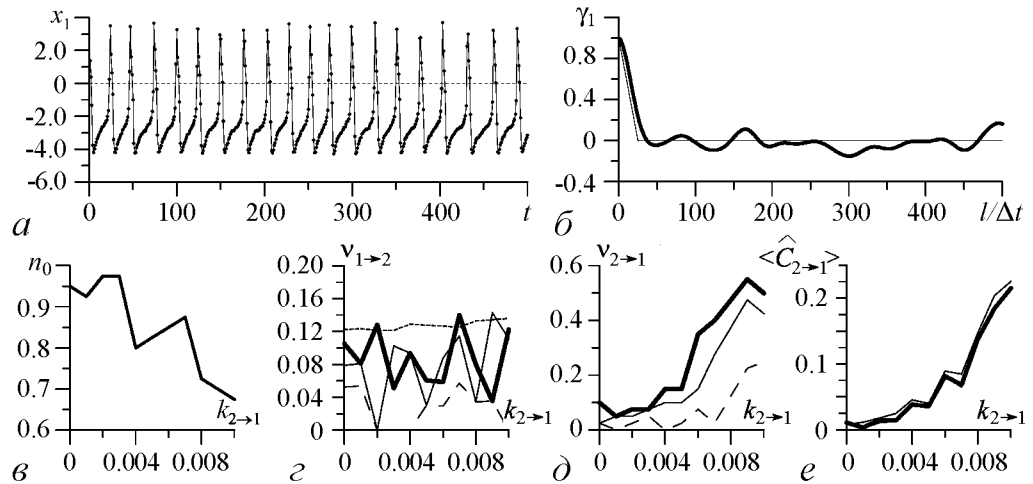 x₁
2.0
0
-2.0
-4.0
-6.0
0 100 200 300 400 t
а
γ₁
0.8
0.4
0
-0.4
0 100 200 300 400 l/Δt
б
n₀
1.0
0.9
0.8
0.7
0.6
k₂→₁
0 0.004 0.008
в
ν₁→₂
0.20
0.16
0.12
0.08
0.04
0
k₂→₁
0 0.004 0.008
г
ν₂→₁
0.6
0.4
0.2
0
k₂→₁
0 0.004 0.008
д
<Ĉ₂→₁>
0.2
0.1
0
k₂→₁
0 0.004 0.008
е